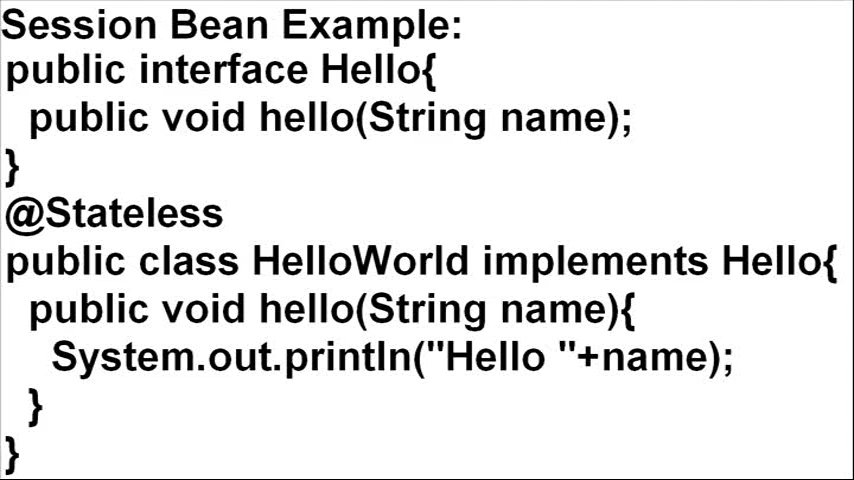 Session Bean Example:
public interface Hello{
public void hello(String name);
}
@Stateless
public class HelloWorld implements Hello{
public void hello(String name){
System.out.println("Hello "+name);
}
}